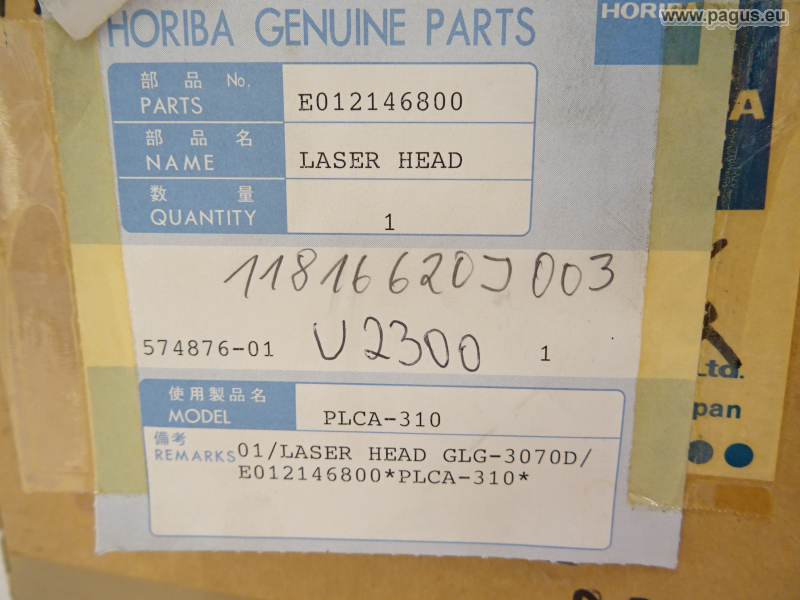 www.pagus.eu
HORIBA
HORIBA GENUINE PARTS
部品No.
PARTS
E012146800
部品名
NAME
LASER HEAD
数量
QUANTITY
1
11816620J003
574876-01
U2300
1
使用製品名
MODEL
PLCA-310
備考
REMARKS
01/LASER HEAD GLG-3070D/
E012146800*PLCA-310*
A
Ltd.
pan